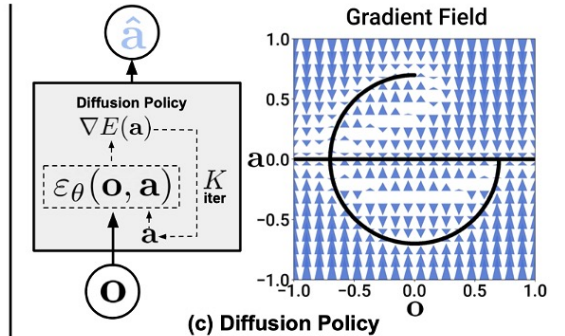 â
Diffusion Policy
∇E(a)
εθ(o, a)
K
iter
a
o
Gradient Field
1.0
0.5
a 0.0
−0.5
−1.0
−1.0 −0.5 0.0 0.5 1.0
o
(c) Diffusion Policy